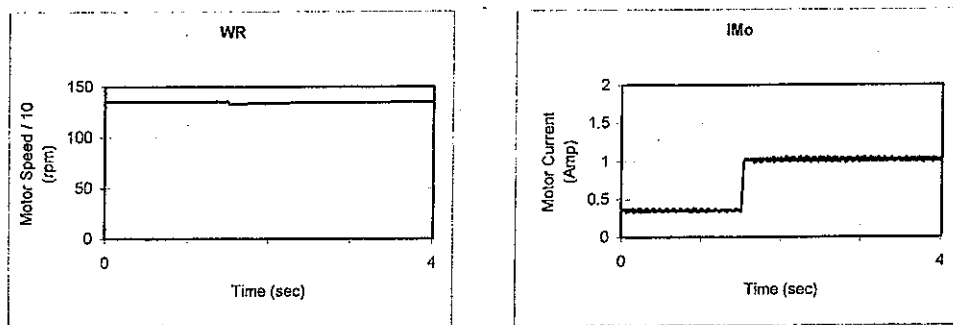 WR
150
100
50
0
Motor Speed / 10
(rpm)
0 4
Time (sec)
IMo
2
1.5
1
0.5
0
Motor Current
(Amp)
0 4
Time (sec)